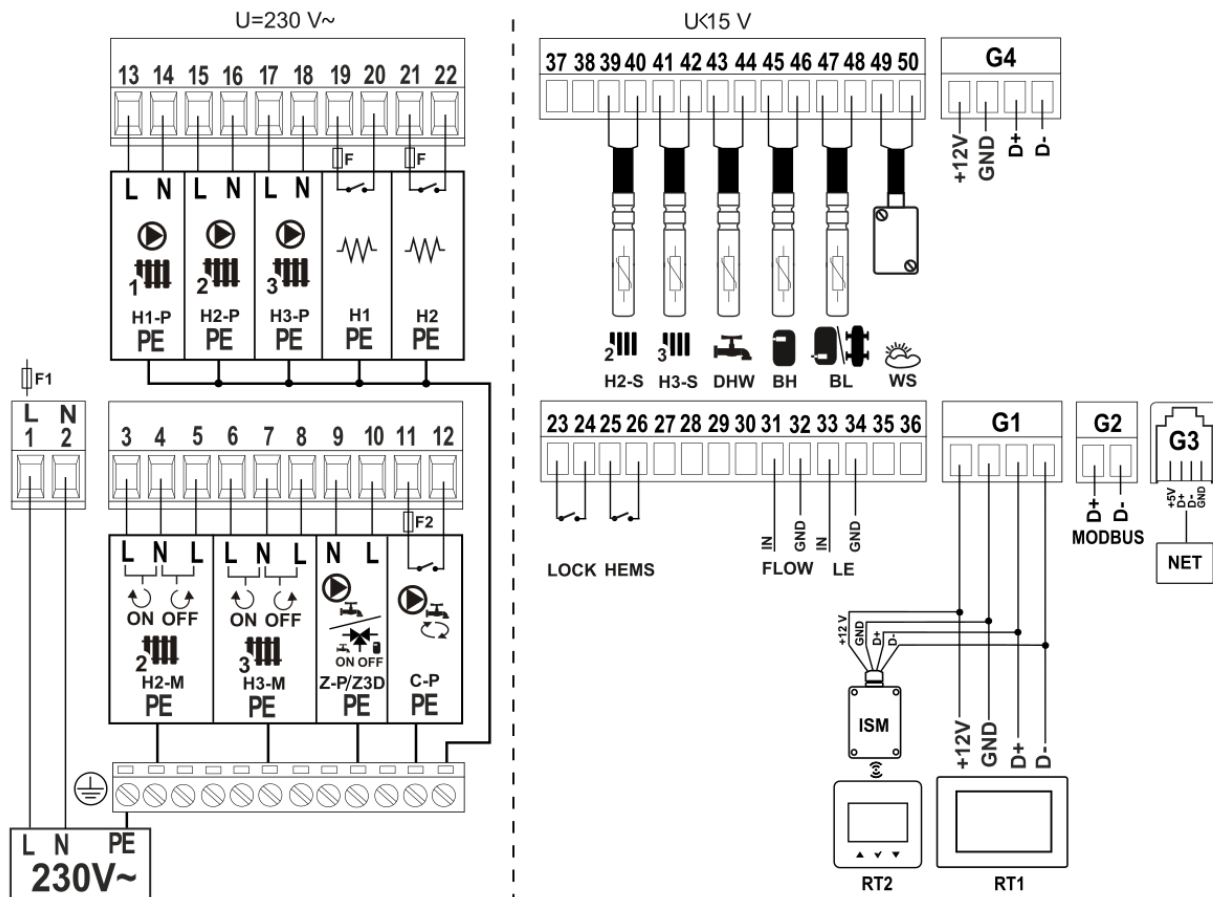 U=230 V~
13 14 15 16 17 18 19 20 21 22
F F
L N L N L N
1 2 3
H1-P H2-P H3-P H1 H2
PE PE PE PE PE
F1
L N
1 2
3 4 5 6 7 8 9 10 11 12
F2
L N L L N L N L
ON OFF ON OFF
2 3 ON OFF
H2-M H3-M Z-P/Z3D C-P
PE PE PE PE
L N PE
230V~
U<15 V
37 38 39 40 41 42 43 44 45 46 47 48 49 50
G4
+12V GND D+ D-
2 3
H2-S H3-S DHW BH BL WS
23 24 25 26 27 28 29 30 31 32 33 34 35 36
G1 G2 G3
IN GND IN GND
LOCK HEMS FLOW LE
D+ D-
MODBUS
+5V D+ D- GND
NET
+12 V GND D+ D-
ISM
+12V GND D+ D-
RT2 RT1